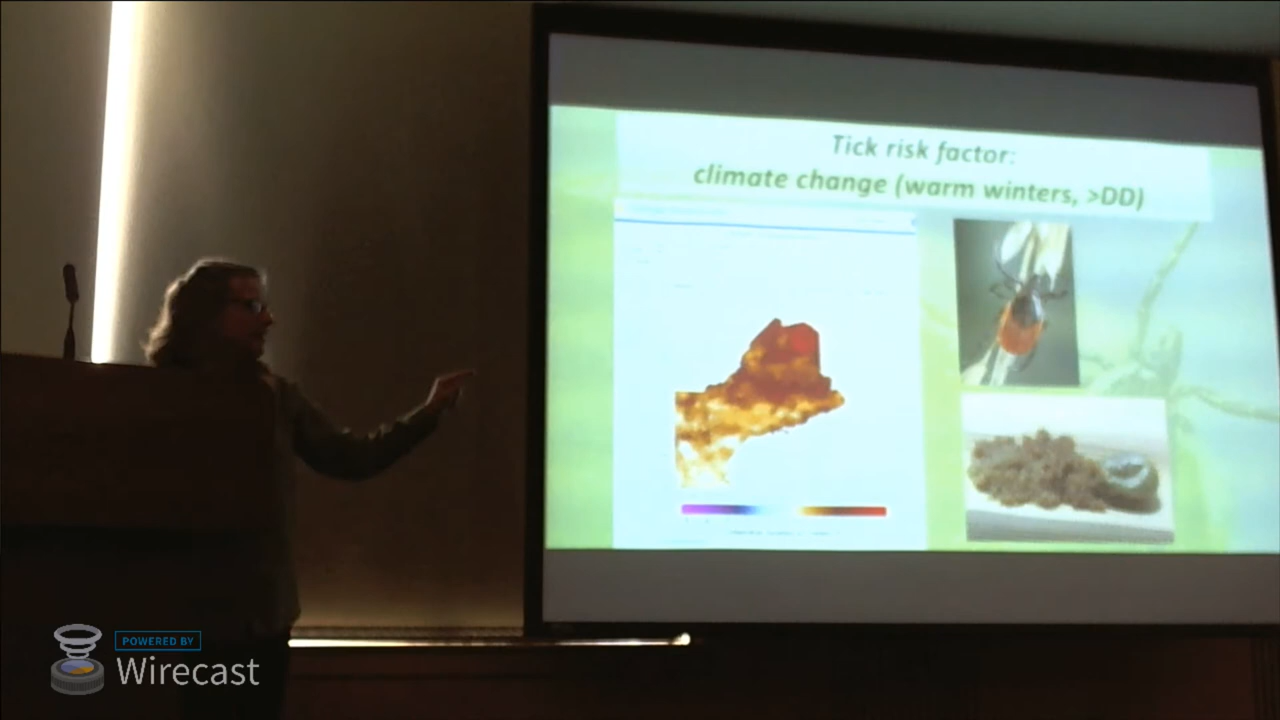 Tick risk factor:
climate change (warm winters, >DD)
POWERED BY
Wirecast